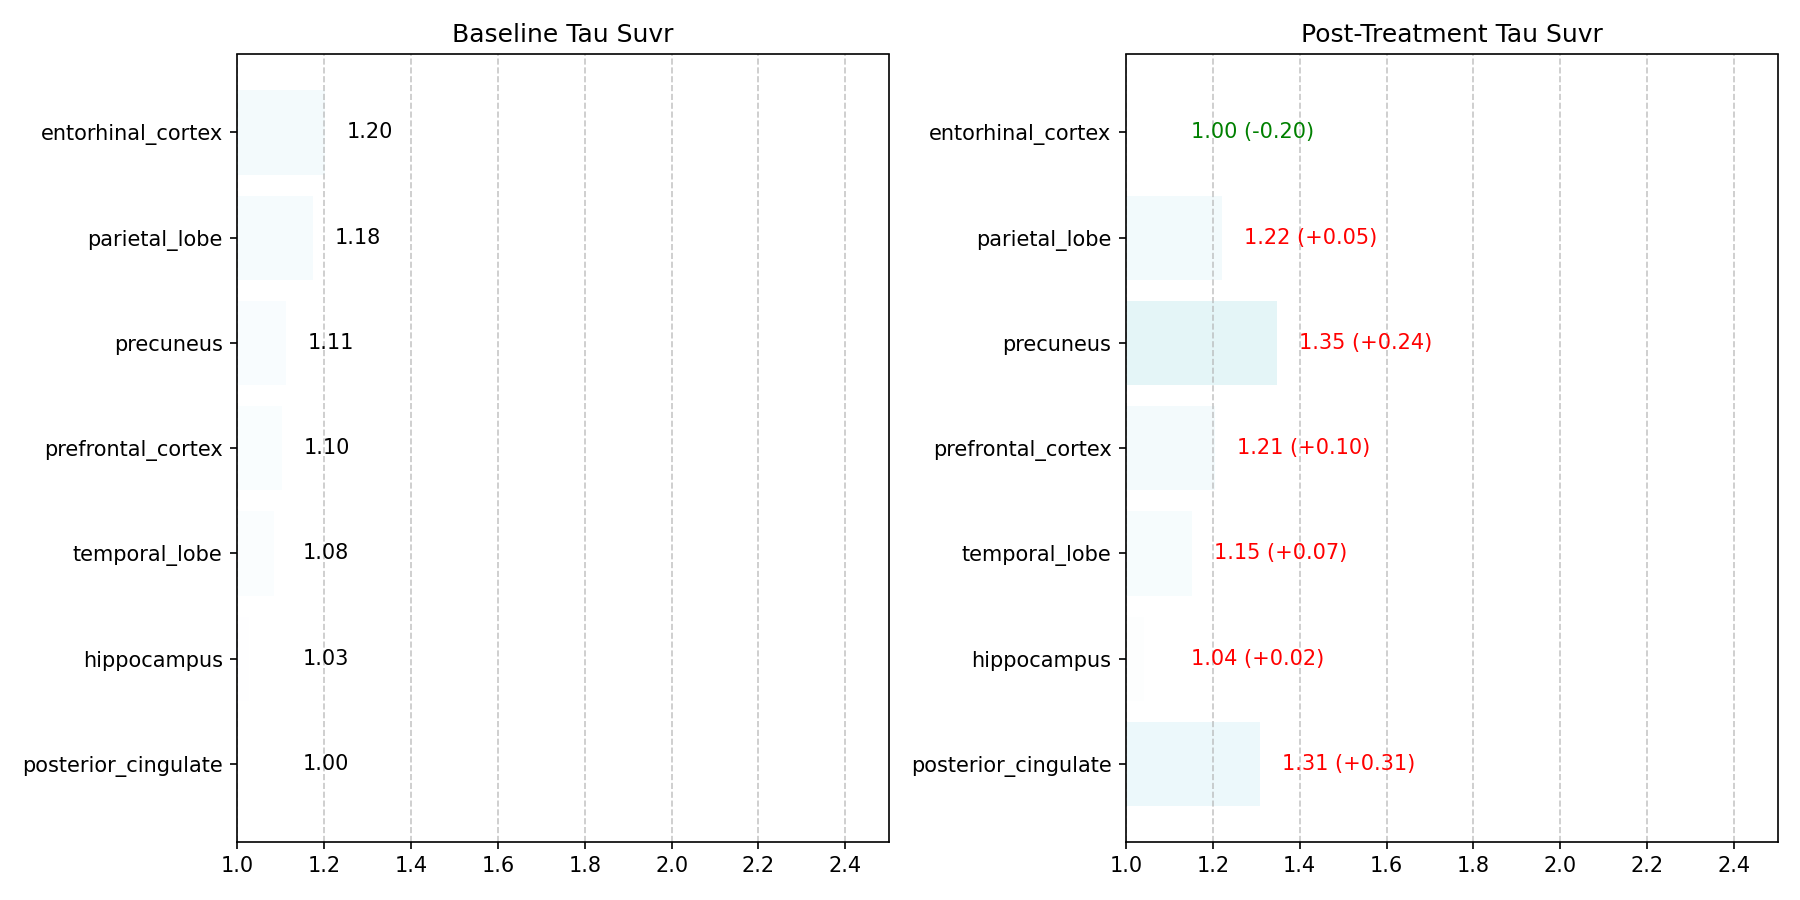 Baseline Tau Suvr
entorhinal_cortex 1.20
parietal_lobe 1.18
precuneus 1.11
prefrontal_cortex 1.10
temporal_lobe 1.08
hippocampus 1.03
posterior_cingulate 1.00
1.0 1.2 1.4 1.6 1.8 2.0 2.2 2.4
Post-Treatment Tau Suvr
entorhinal_cortex 1.00 (-0.20)
parietal_lobe 1.22 (+0.05)
precuneus 1.35 (+0.24)
prefrontal_cortex 1.21 (+0.10)
temporal_lobe 1.15 (+0.07)
hippocampus 1.04 (+0.02)
posterior_cingulate 1.31 (+0.31)
1.0 1.2 1.4 1.6 1.8 2.0 2.2 2.4